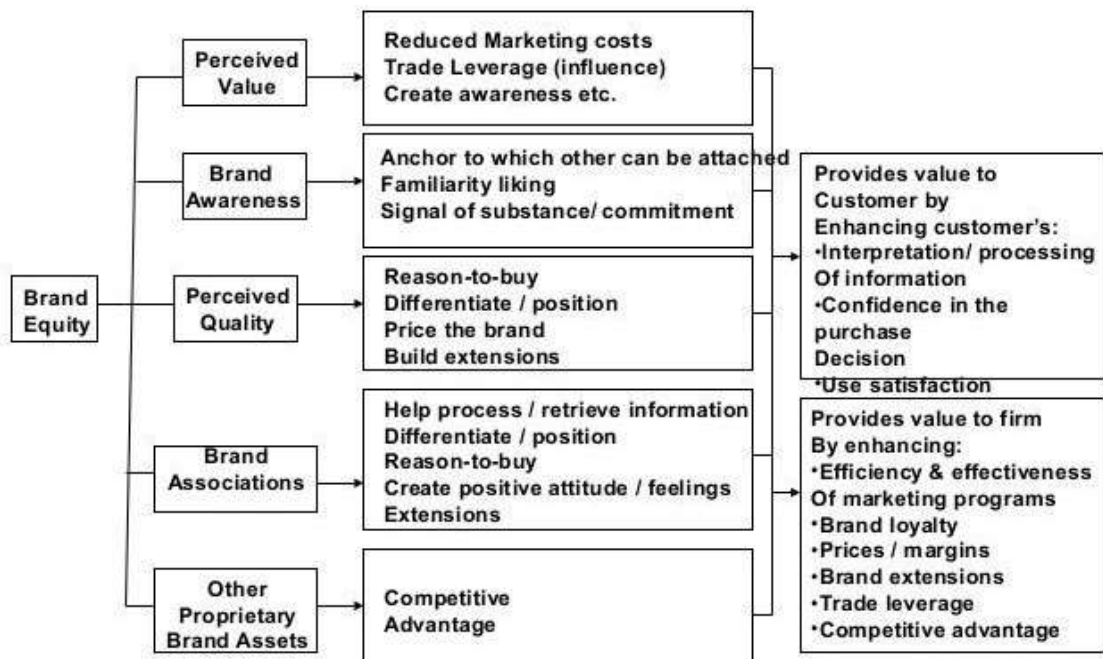 Brand
Equity
Perceived
Value
Reduced Marketing costs
Trade Leverage (influence)
Create awareness etc.
Brand
Awareness
Anchor to which other can be attached
Familiarity liking
Signal of substance/ commitment
Perceived
Quality
Reason-to-buy
Differentiate / position
Price the brand
Build extensions
Brand
Associations
Help process / retrieve information
Differentiate / position
Reason-to-buy
Create positive attitude / feelings
Extensions
Other
Proprietary
Brand Assets
Competitive
Advantage
Provides value to
Customer by
Enhancing customer's:
•Interpretation/ processing
Of information
•Confidence in the
purchase
Decision
•Use satisfaction
Provides value to firm
By enhancing:
•Efficiency & effectiveness
Of marketing programs
•Brand loyalty
•Prices / margins
•Brand extensions
•Trade leverage
•Competitive advantage